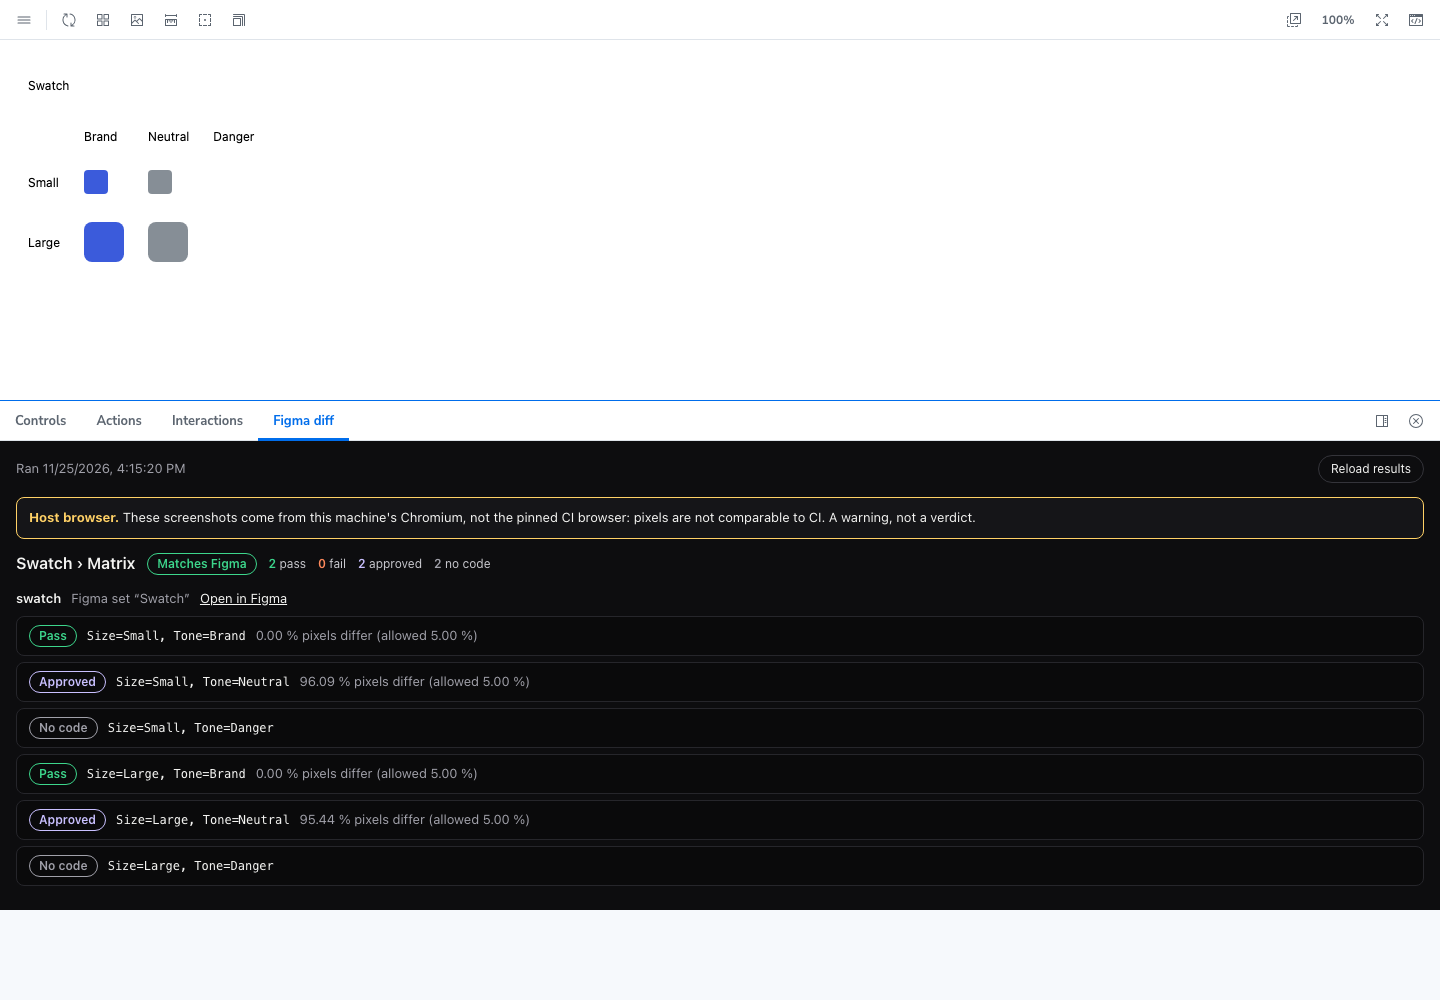 100%
Swatch
Brand Neutral Danger
Small
Large
Controls Actions Interactions Figma diff
Ran 11/25/2026, 4:15:20 PM Reload results
Host browser. These screenshots come from this machine's Chromium, not the pinned CI browser: pixels are not comparable to CI. A warning, not a verdict.
Swatch › Matrix Matches Figma 2 pass 0 fail 2 approved 2 no code
swatch Figma set “Swatch” Open in Figma
Pass Size=Small, Tone=Brand 0.00 % pixels differ (allowed 5.00 %)
Approved Size=Small, Tone=Neutral 96.09 % pixels differ (allowed 5.00 %)
No code Size=Small, Tone=Danger
Pass Size=Large, Tone=Brand 0.00 % pixels differ (allowed 5.00 %)
Approved Size=Large, Tone=Neutral 95.44 % pixels differ (allowed 5.00 %)
No code Size=Large, Tone=Danger